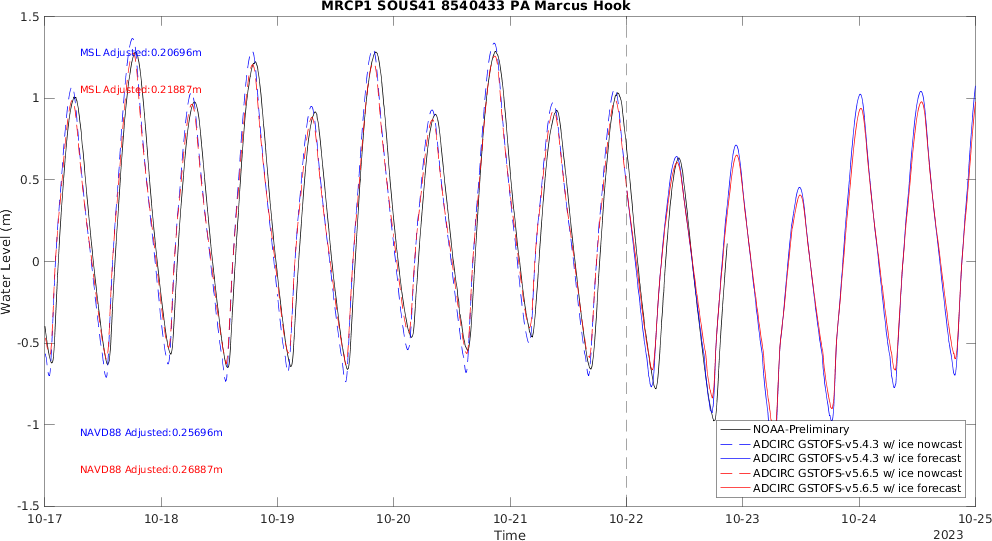 MRCP1 SOUS41 8540433 PA Marcus Hook
1.5
MSL Adjusted:0.20696m
MSL Adjusted:0.21887m
1
0.5
0
-0.5
-1
-1.5
Water Level (m)
NAVD88 Adjusted:0.25696m
NAVD88 Adjusted:0.26887m
NOAA-Preliminary
ADCIRC GSTOFS-v5.4.3 w/ ice nowcast
ADCIRC GSTOFS-v5.4.3 w/ ice forecast
ADCIRC GSTOFS-v5.6.5 w/ ice nowcast
ADCIRC GSTOFS-v5.6.5 w/ ice forecast
10-17 10-18 10-19 10-20 10-21 10-22 10-23 10-24 10-25
Time
2023